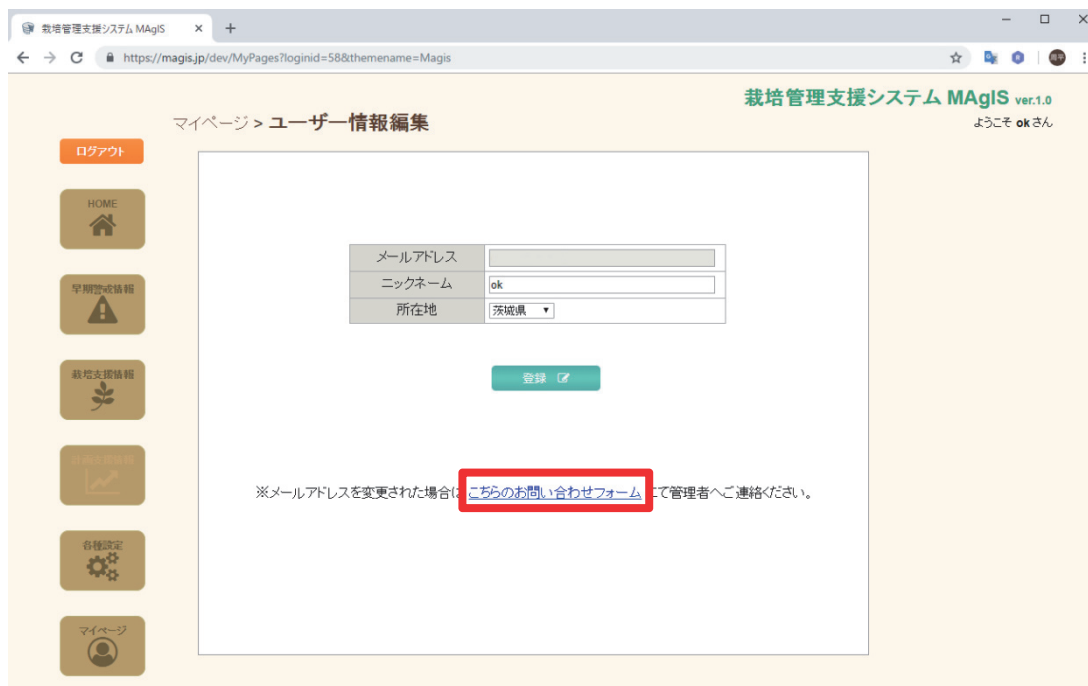 栽培管理支援システム MAgIS
https://magis.jp/dev/MyPages?loginid=58&themename=Magis
栽培管理支援システム MAgIS ver.1.0
マイページ > ユーザー情報編集
ようこそ ok さん
ログアウト
HOME
早期警戒情報
栽培支援情報
計画支援情報
各種設定
マイページ
メールアドレス
ニックネーム ok
所在地 茨城県
登録
※メールアドレスを変更された場合は こちらのお問い合わせフォーム にて管理者へご連絡ください。